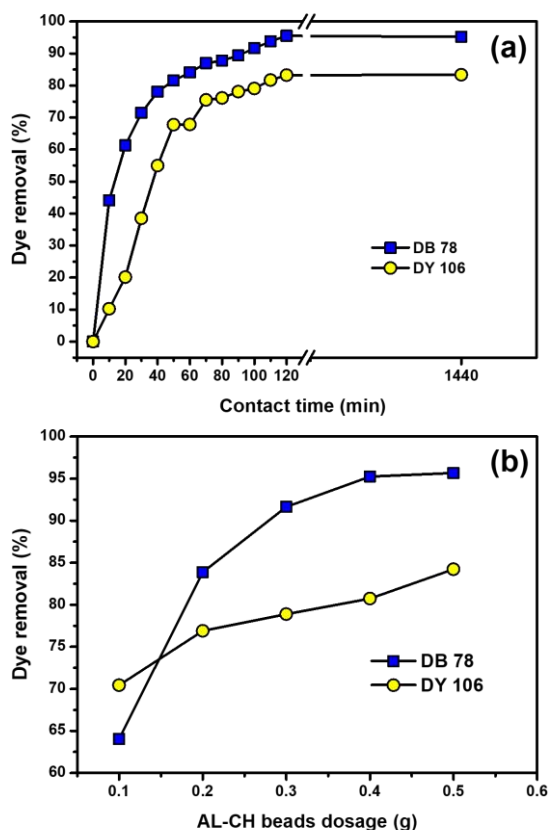 (a)
Dye removal (%)
100
90
80
70
60
50
40
30
20
10
0
DB 78
DY 106
0 20 40 60 80 100 120 1440
Contact time (min)
(b)
Dye removal (%)
100
95
90
85
80
75
70
65
60
DB 78
DY 106
0.1 0.2 0.3 0.4 0.5
AL-CH beads dosage (g)